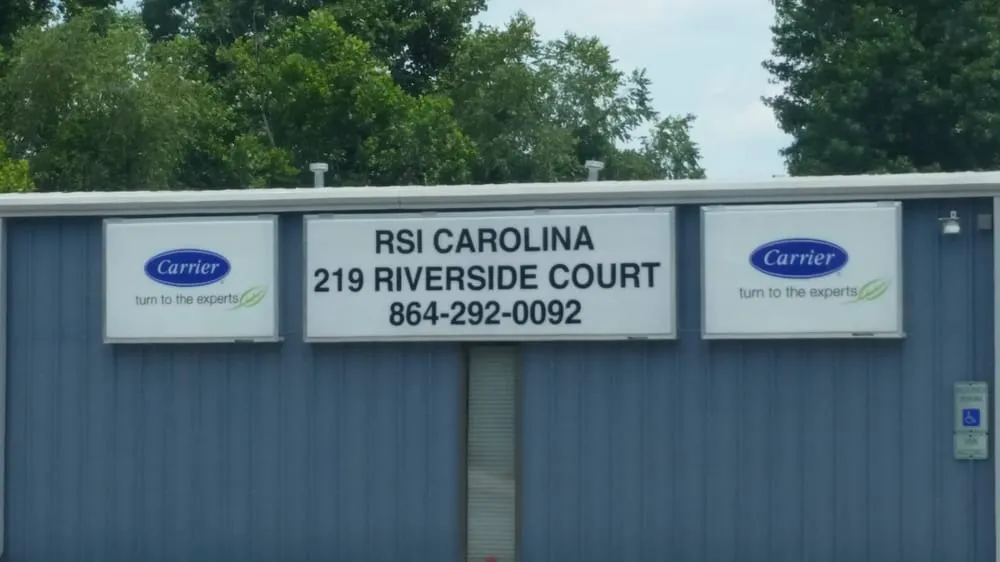 Carrier
turn to the experts
RSI CAROLINA
219 RIVERSIDE COURT
864-292-0092
Carrier
turn to the experts